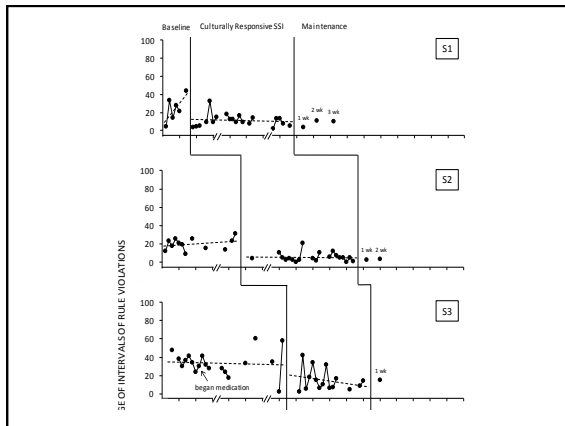 Baseline Culturally Responsive SSI Maintenance
100
80
60
40
20
0
S1
1 wk
2 wk
3 wk
100
80
60
40
20
0
S2
1 wk
2 wk
100
80
60
40
20
0
S3
began medication
1 wk
GE OF INTERVALS OF RULE VIOLATIONS